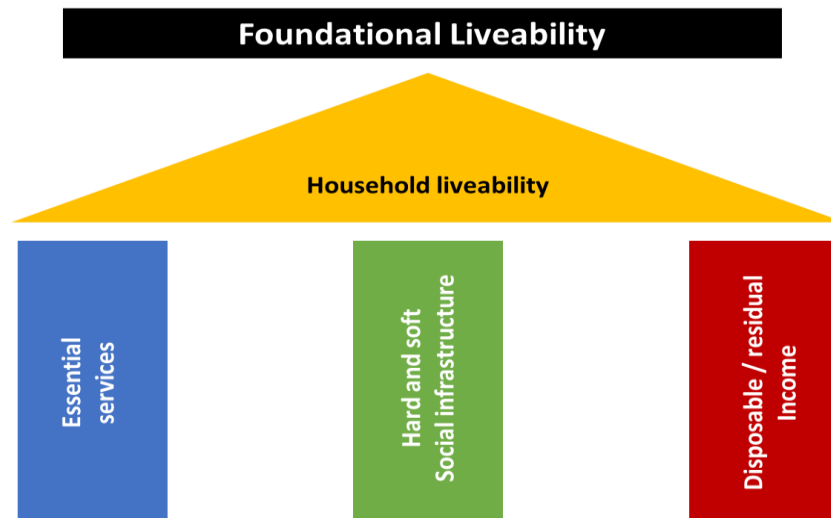 Foundational Liveability
Household liveability
Essential
services
Hard and soft
Social infrastructure
Disposable / residual
Income